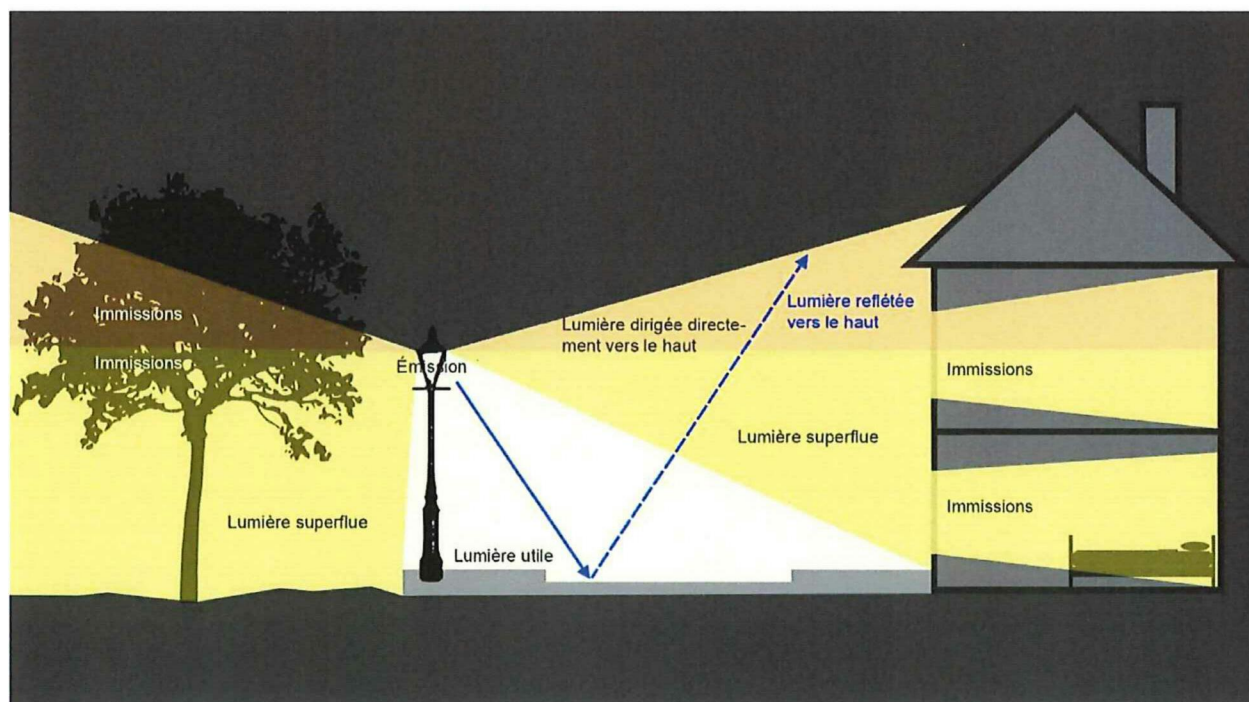 Immissions
Immissions
Émission
Lumière dirigée directe-
ment vers le haut
Lumière reflétée
vers le haut
Immissions
Lumière superflue
Immissions
Lumière superflue
Lumière utile